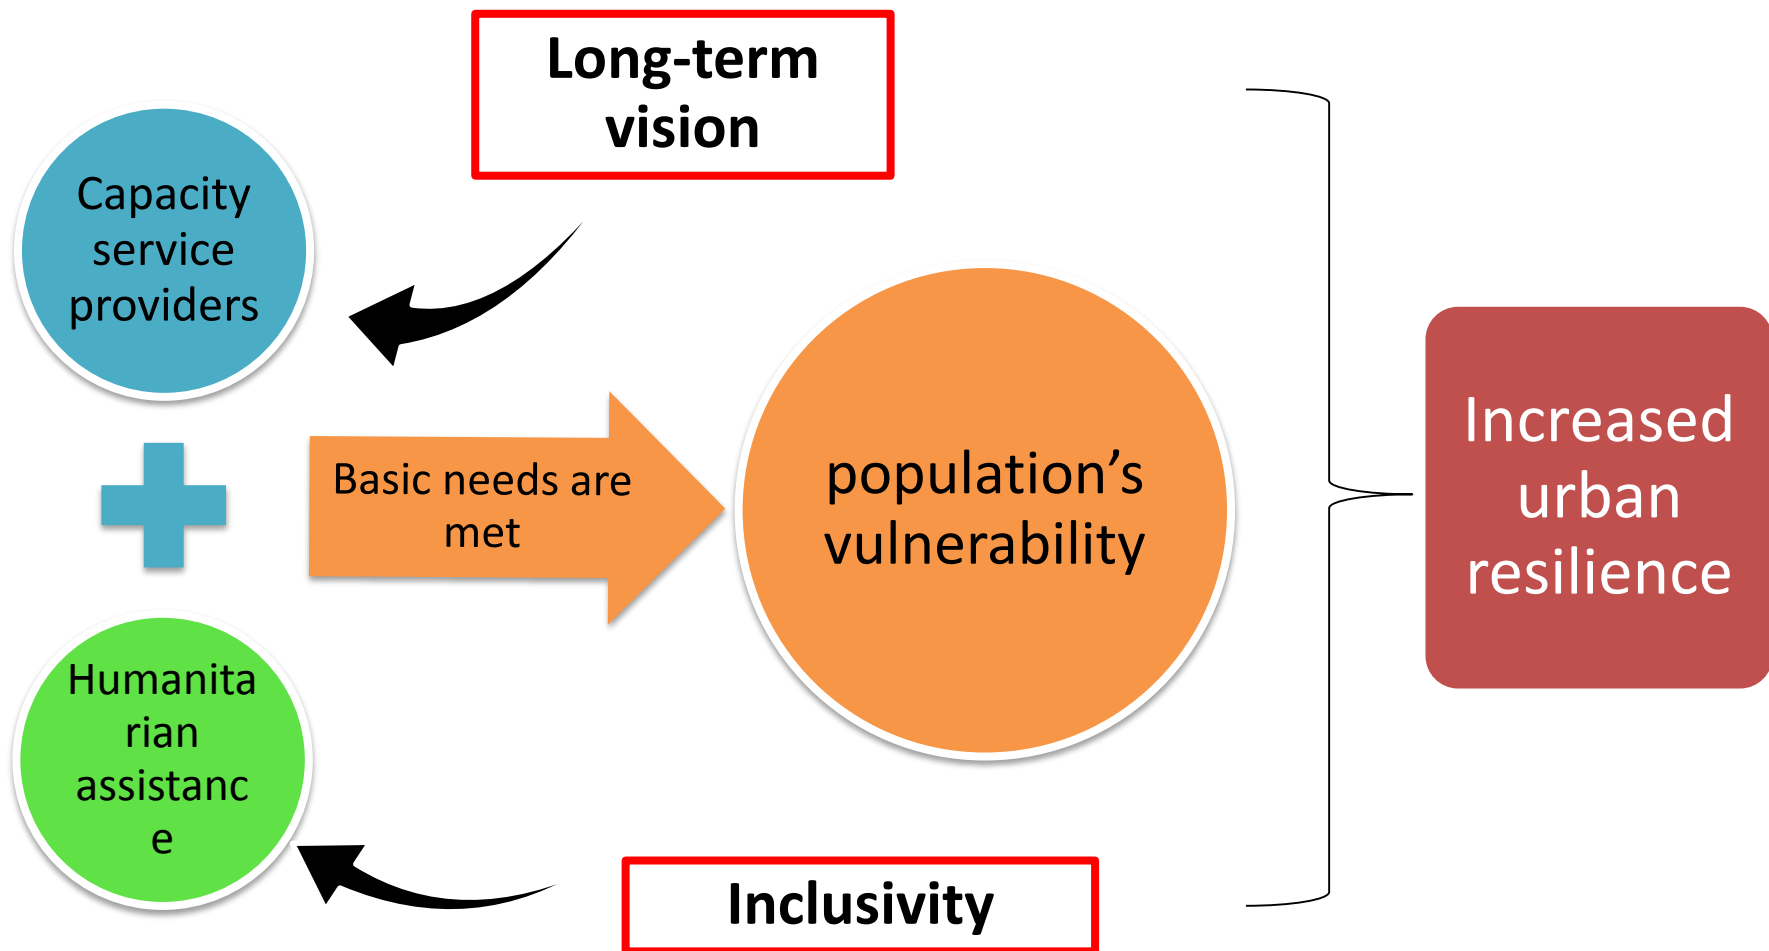 Long-term
vision
Capacity
service
providers
Basic needs are
met
population’s
vulnerability
Increased
urban
resilience
Humanita
rian
assistanc
e
Inclusivity